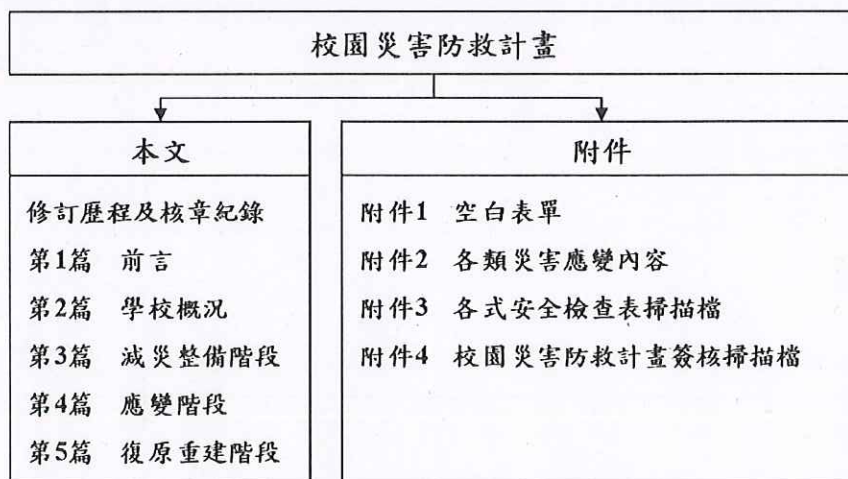 校園災害防救計畫
本文
修訂歷程及核章紀錄
第1篇 前言
第2篇 學校概況
第3篇 減災整備階段
第4篇 應變階段
第5篇 復原重建階段
附件
附件1 空白表單
附件2 各類災害應變內容
附件3 各式安全檢查表掃描檔
附件4 校園災害防救計畫簽核掃描檔